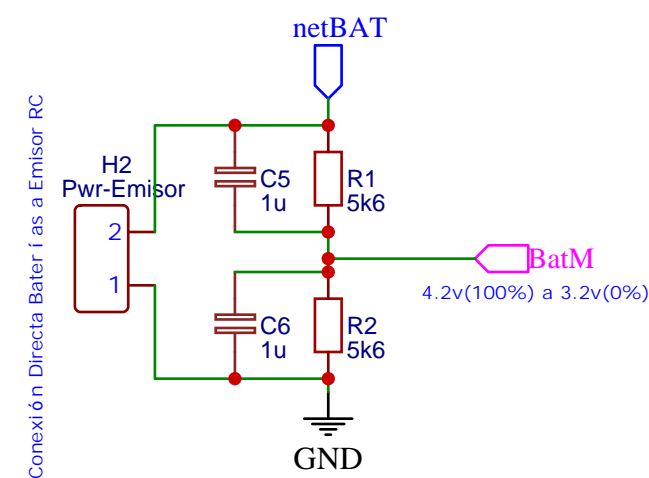 netBAT
Conexión Directa Baterías a Emisor RC
H2
Pwr-Emisor
2
1
C5
1u
R1
5k6
BatM
4.2v(100%) a 3.2v(0%)
C6
1u
R2
5k6
GND